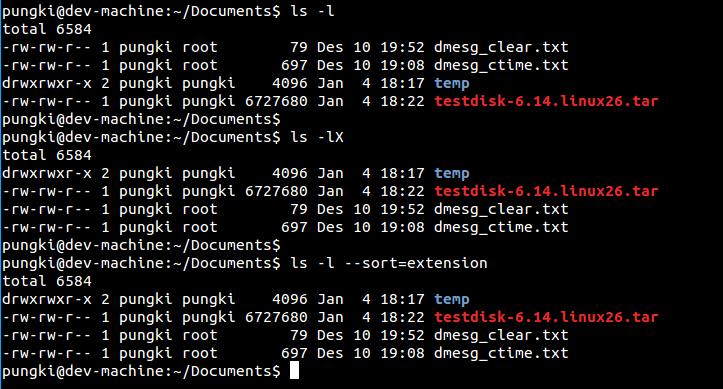 pungki@dev-machine:~/Documents$ ls -l
total 6584
-rw-rw-r-- 1 pungki root        79 Des 10 19:52 dmesg_clear.txt
-rw-rw-r-- 1 pungki root       697 Des 10 19:08 dmesg_ctime.txt
drwxrwxr-x 2 pungki pungki    4096 Jan  4 18:17 temp
-rw-rw-r-- 1 pungki pungki 6727680 Jan  4 18:22 testdisk-6.14.linux26.tar
pungki@dev-machine:~/Documents$
pungki@dev-machine:~/Documents$ ls -lX
total 6584
drwxrwxr-x 2 pungki pungki    4096 Jan  4 18:17 temp
-rw-rw-r-- 1 pungki pungki 6727680 Jan  4 18:22 testdisk-6.14.linux26.tar
-rw-rw-r-- 1 pungki root        79 Des 10 19:52 dmesg_clear.txt
-rw-rw-r-- 1 pungki root       697 Des 10 19:08 dmesg_ctime.txt
pungki@dev-machine:~/Documents$
pungki@dev-machine:~/Documents$ ls -l --sort=extension
total 6584
drwxrwxr-x 2 pungki pungki    4096 Jan  4 18:17 temp
-rw-rw-r-- 1 pungki pungki 6727680 Jan  4 18:22 testdisk-6.14.linux26.tar
-rw-rw-r-- 1 pungki root        79 Des 10 19:52 dmesg_clear.txt
-rw-rw-r-- 1 pungki root       697 Des 10 19:08 dmesg_ctime.txt
pungki@dev-machine:~/Documents$